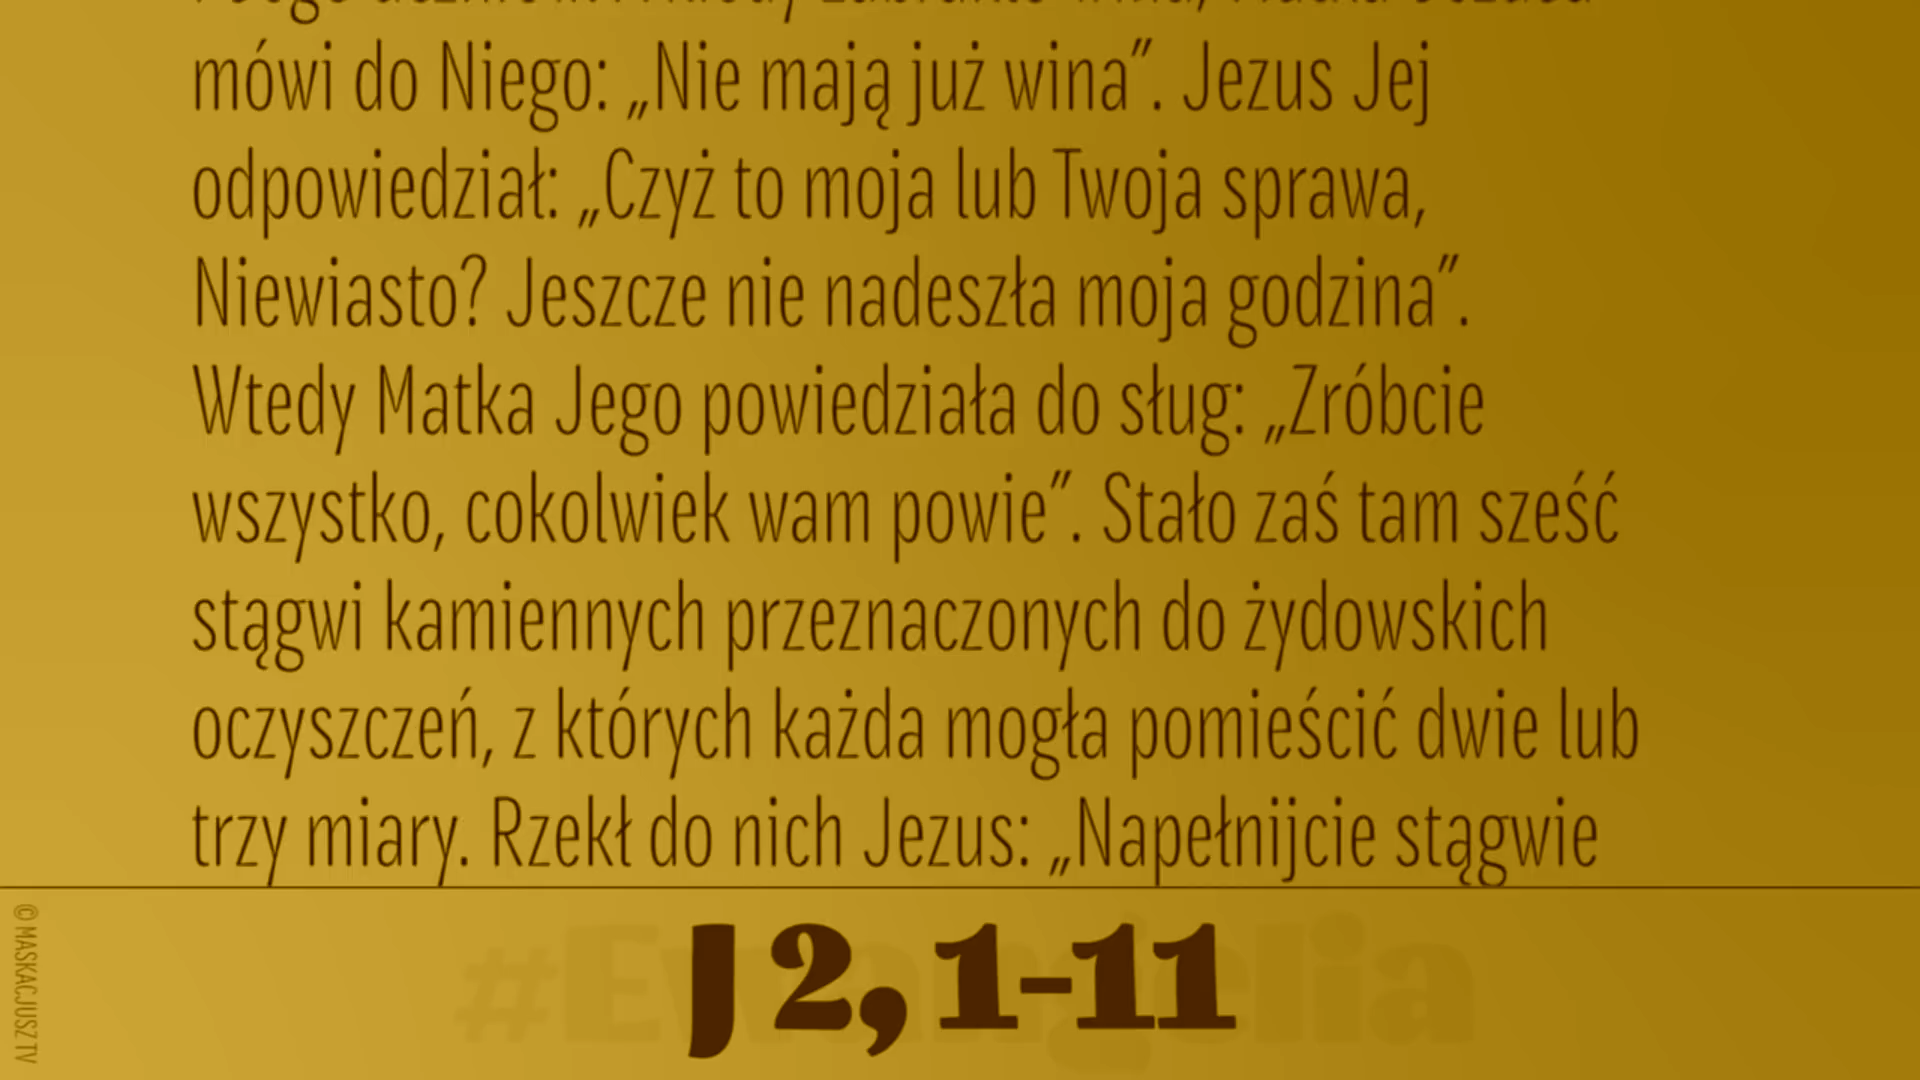 mówi do Niego: „Nie mają już wina”. Jezus Jej
odpowiedział: „Czyż to moja lub Twoja sprawa,
Niewiasto? Jeszcze nie nadeszła moja godzina”.
Wtedy Matka Jego powiedziała do sług: „Zróbcie
wszystko, cokolwiek wam powie”. Stało zaś tam sześć
stągwi kamiennych przeznaczonych do żydowskich
oczyszczeń, z których każda mogła pomieścić dwie lub
trzy miary. Rzekł do nich Jezus: „Napełnijcie stągwie
#Ewangelia
J 2, 1-11
© MASKACJUSZ TV